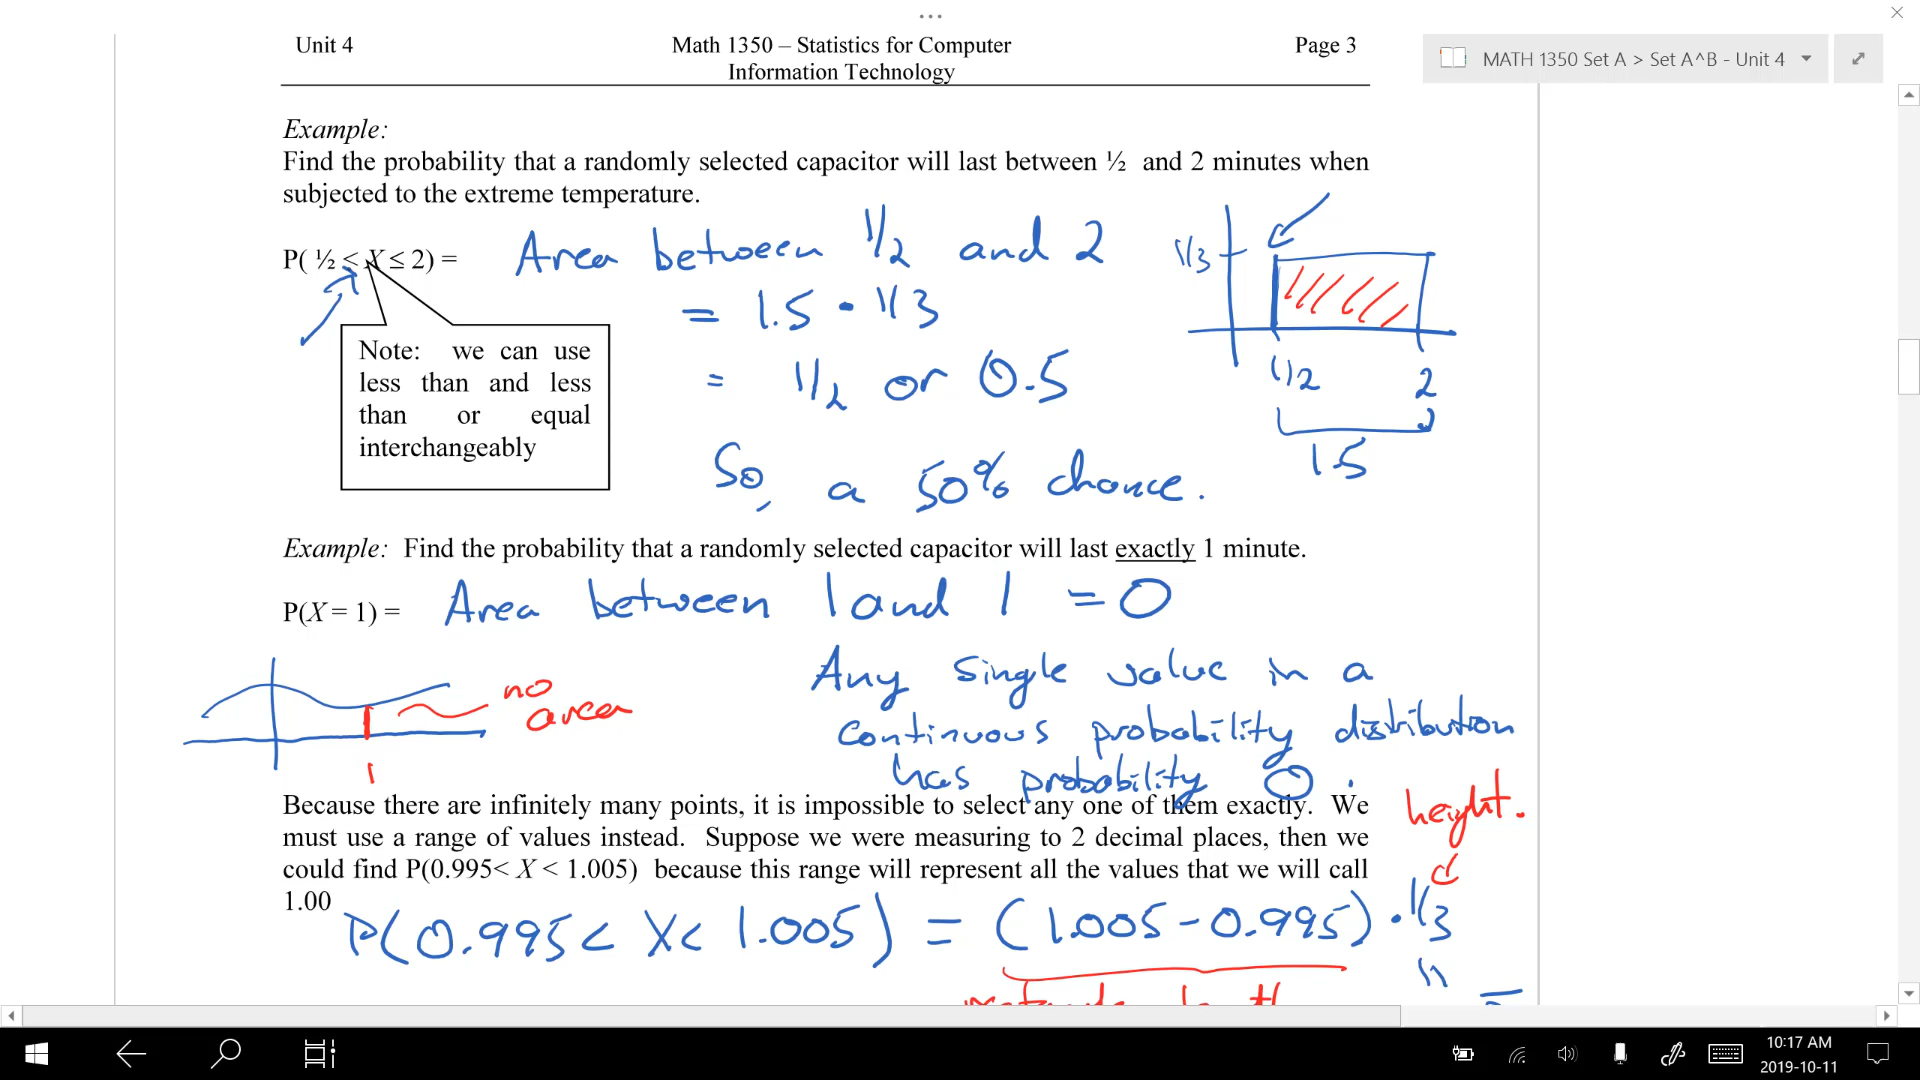 Unit 4 Math 1350 – Statistics for Computer Page 3
Information Technology
MATH 1350 Set A > Set A^B - Unit 4
Example:
Find the probability that a randomly selected capacitor will last between ½ and 2 minutes when
subjected to the extreme temperature.
P( ½ ≤ X ≤ 2) = Area between 1/2 and 2
= 1.5 • 1/3
= 1/2 or 0.5
So, a 50% chance.
1/3
1/2 2
1.5
Note: we can use
less than and less
than or equal
interchangeably
Example: Find the probability that a randomly selected capacitor will last exactly 1 minute.
P(X = 1) = Area between 1 and 1 = 0
no
area
1
Any single value in a
continuous probability distribution
has probability 0.
Because there are infinitely many points, it is impossible to select any one of them exactly. We
must use a range of values instead. Suppose we were measuring to 2 decimal places, then we
could find P(0.995< X < 1.005) because this range will represent all the values that we will call
1.00
height.
P(0.995 < X < 1.005) = (1.005 - 0.995) • 1/3
10:17 AM
2019-10-11